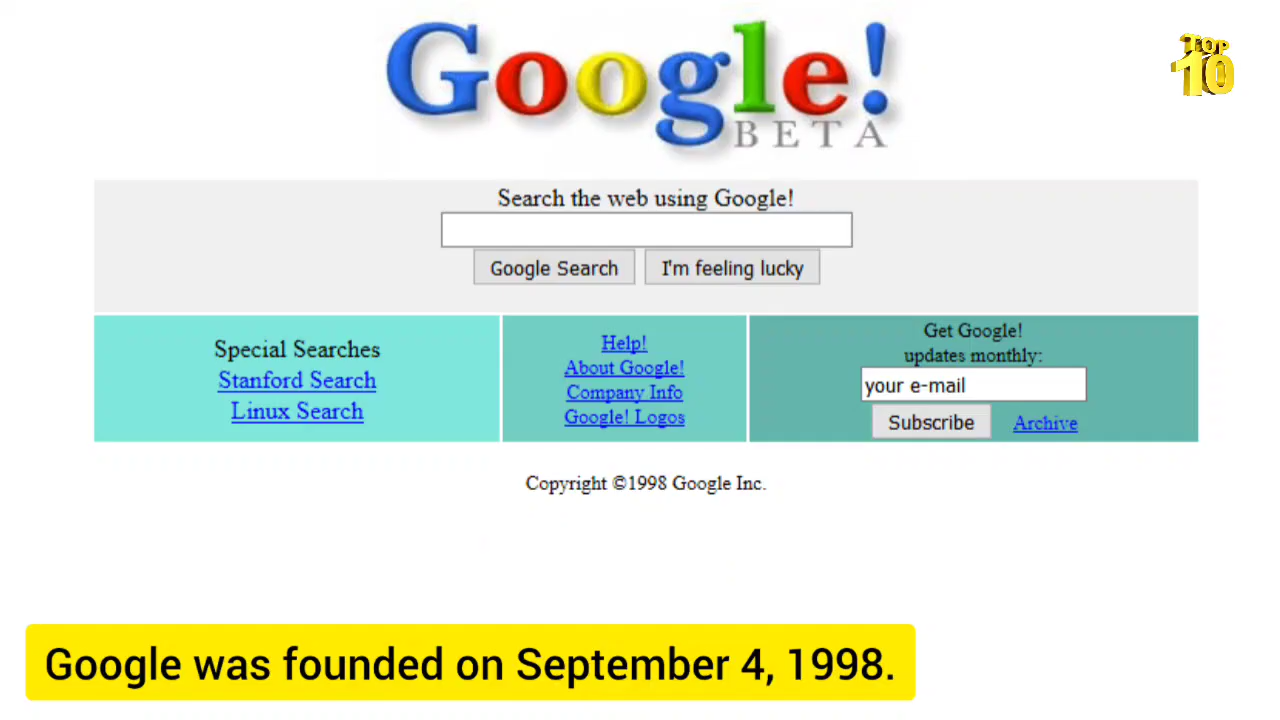 Google!
BETA
TOP
10
Search the web using Google!
Google Search I'm feeling lucky
Special Searches
Stanford Search
Linux Search
Help!
About Google!
Company Info
Google! Logos
Get Google!
updates monthly:
your e-mail
Subscribe Archive
Copyright ©1998 Google Inc.
Google was founded on September 4, 1998.